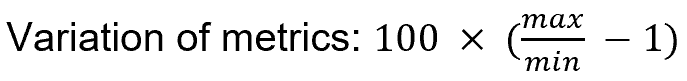 Variation of metrics: 100 × (max/min − 1)